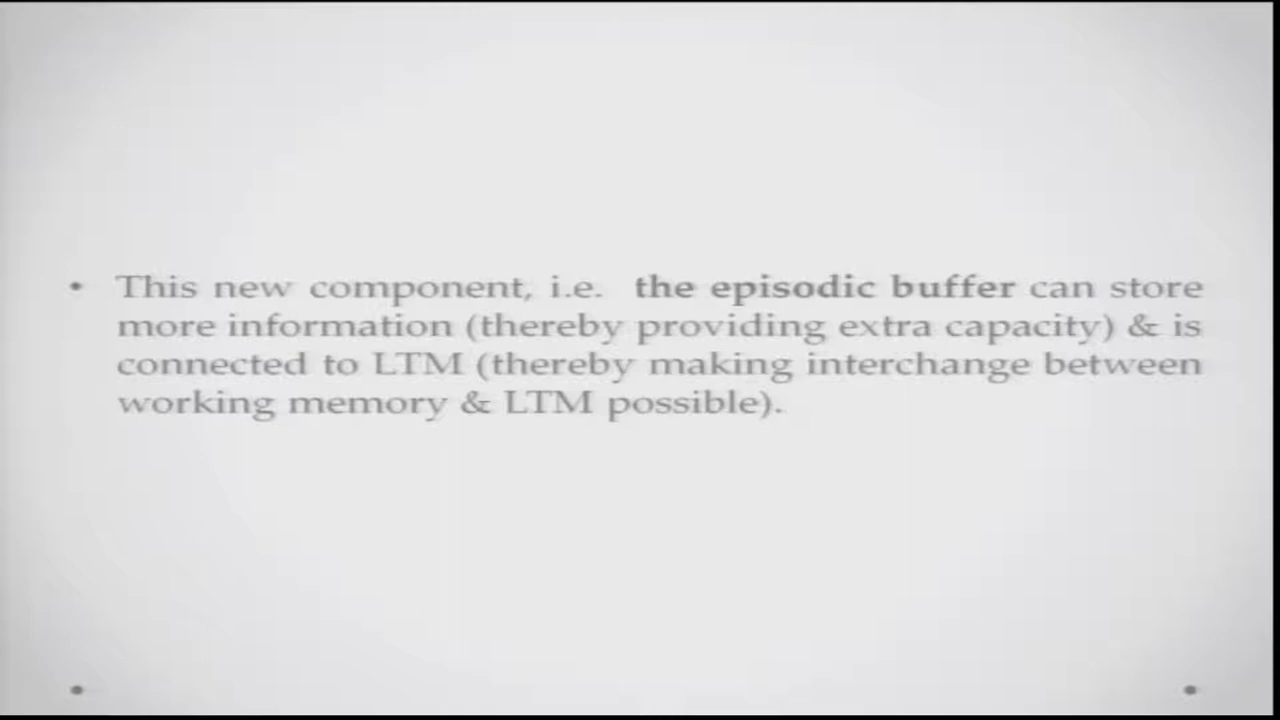 • This new component, i.e. the episodic buffer can store
more information (thereby providing extra capacity) & is
connected to LTM (thereby making interchange between
working memory & LTM possible).